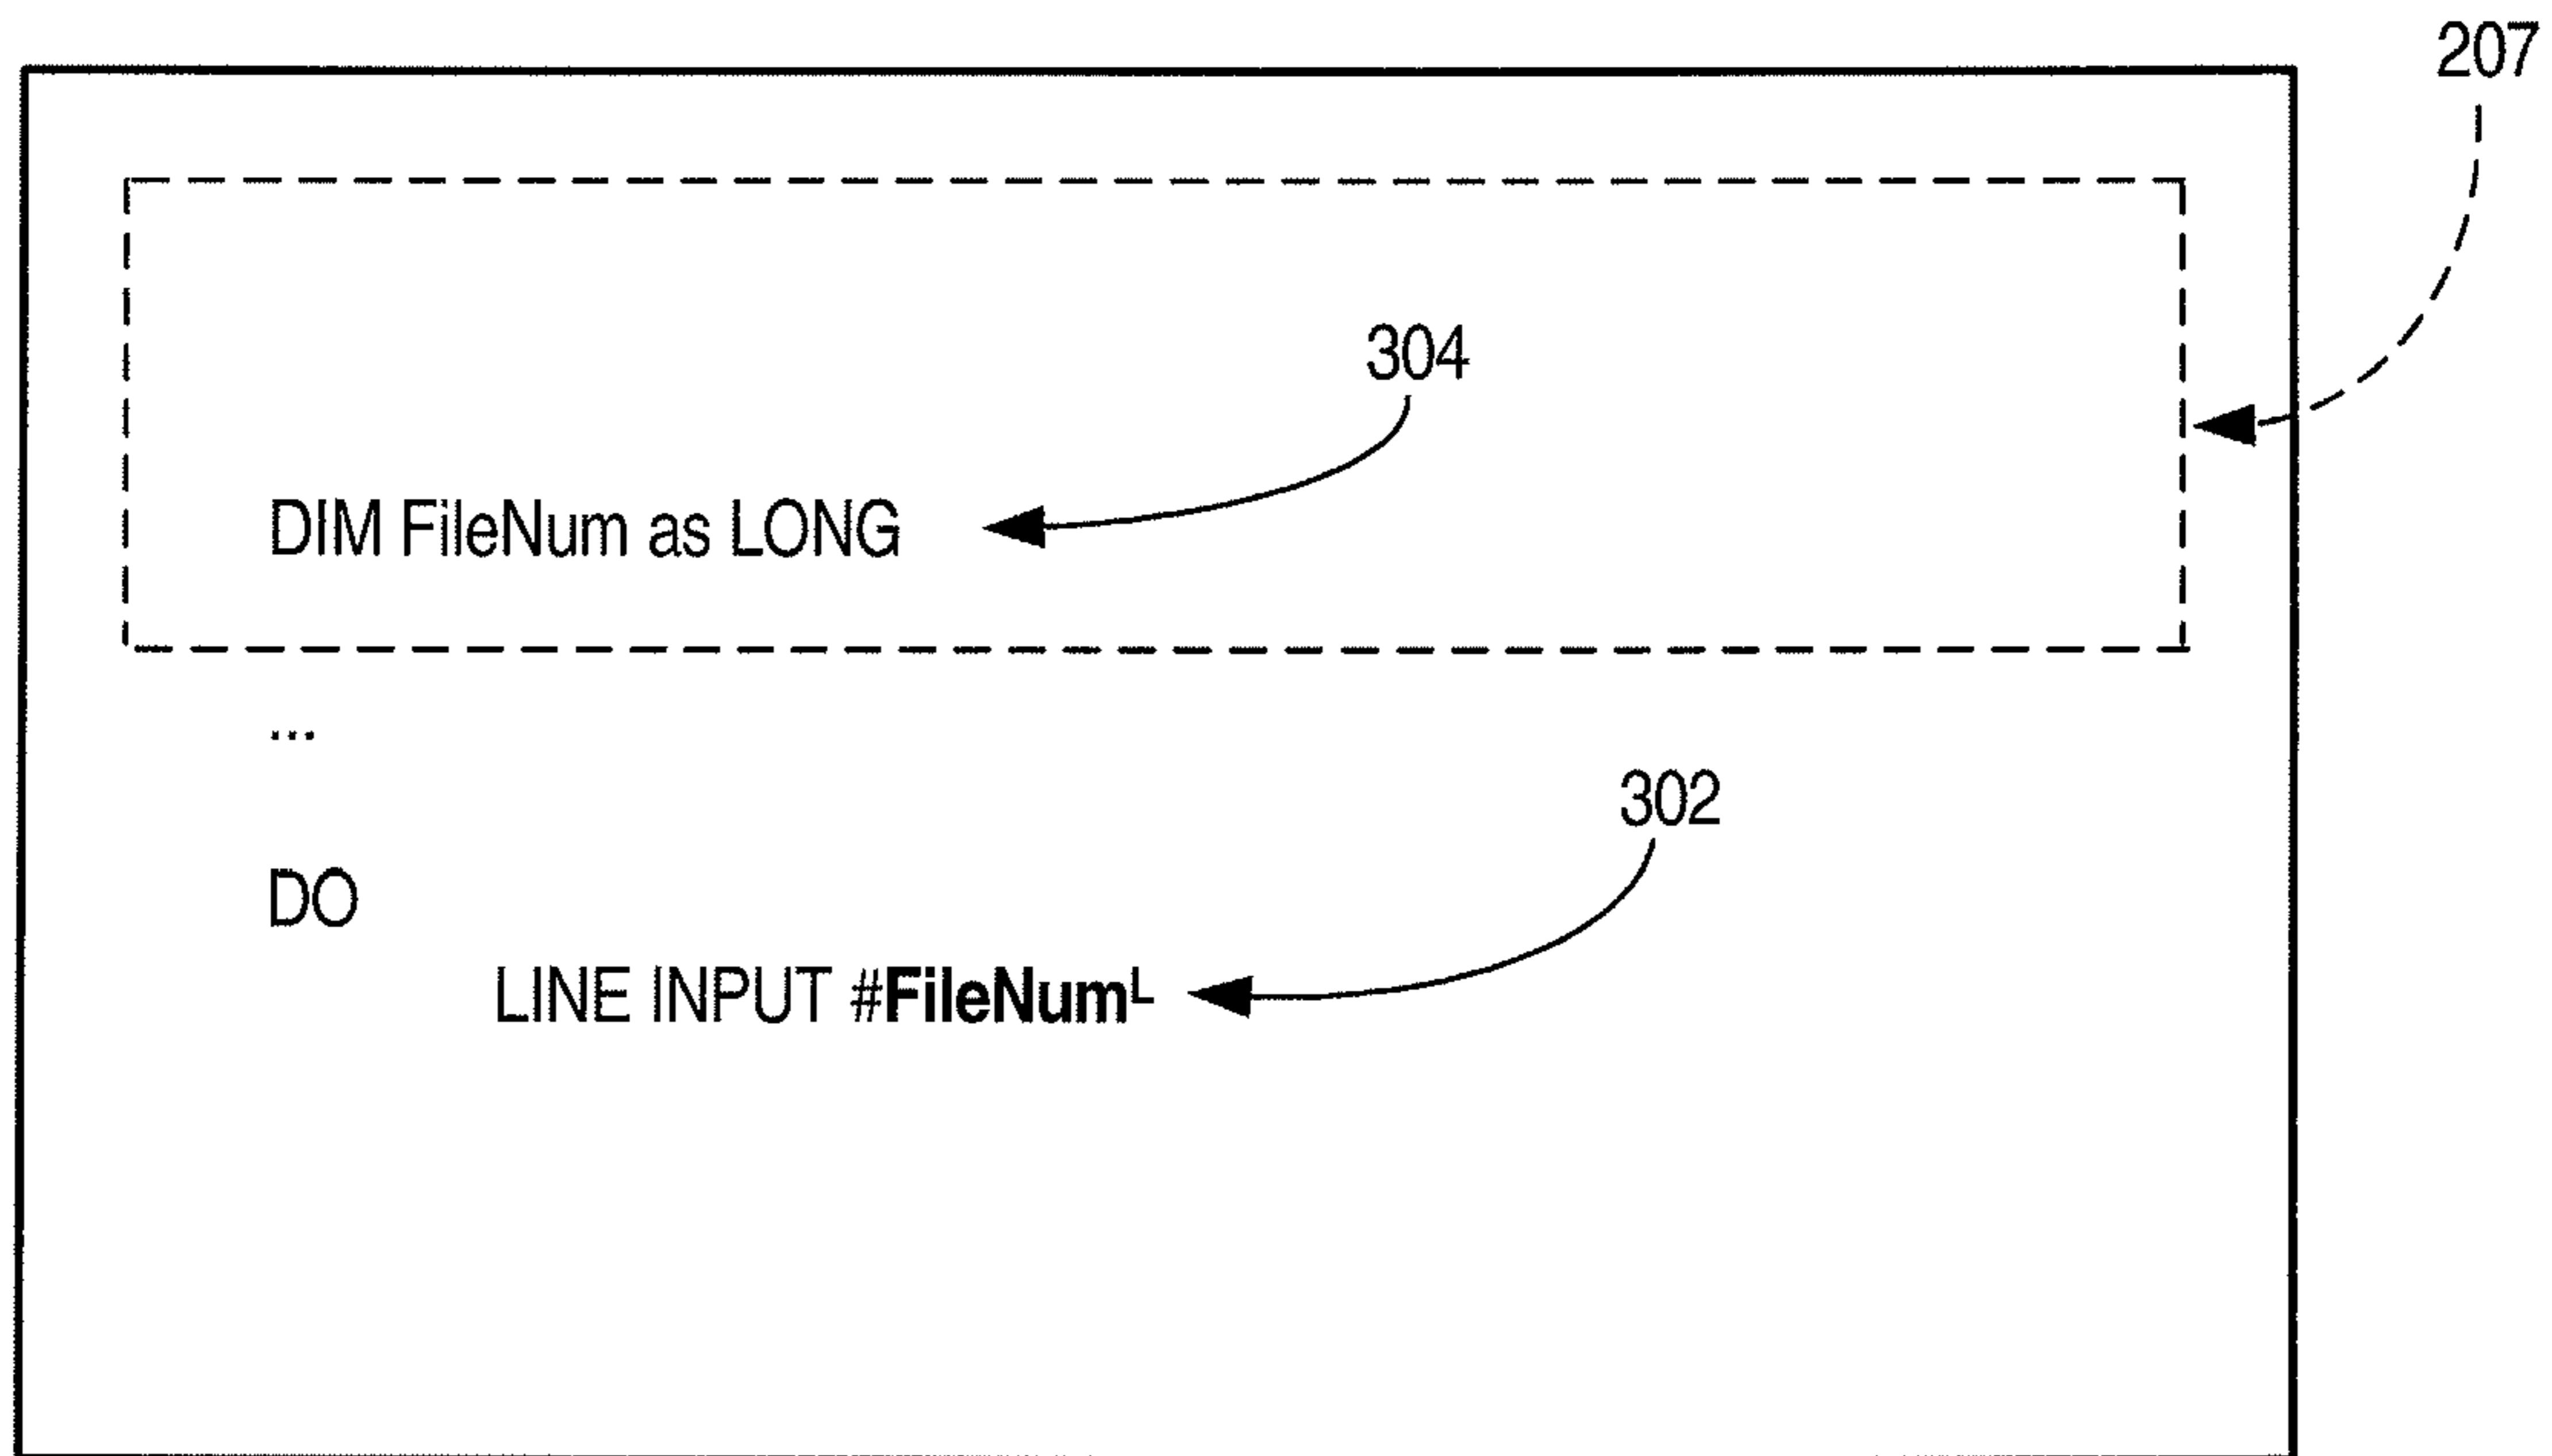 207
304
DIM FileNum as LONG
...
302
DO
LINE INPUT #FileNumᴸ